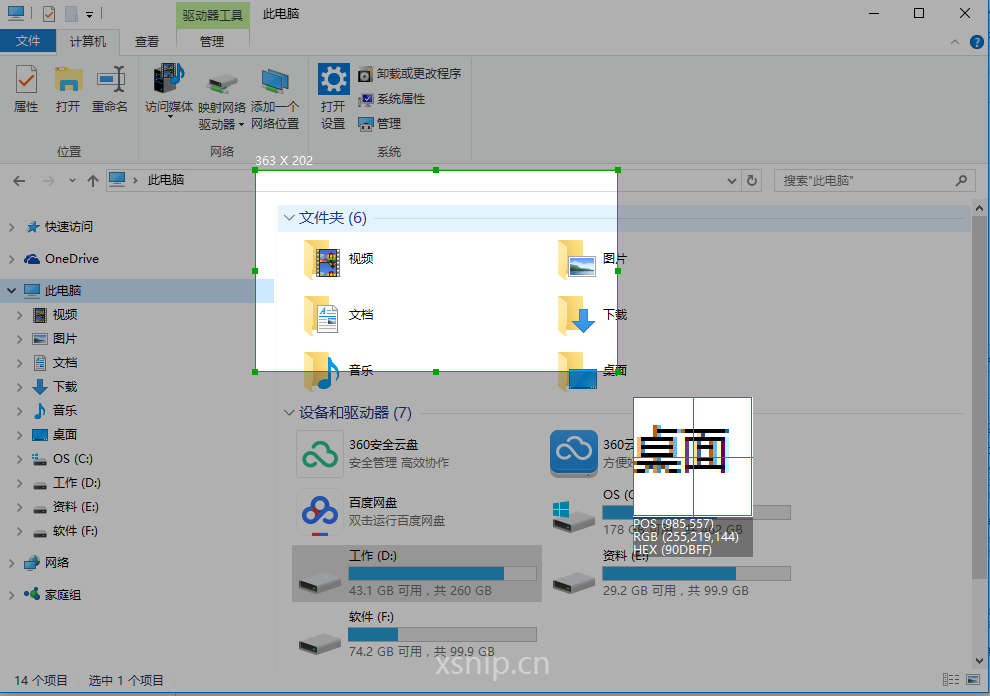 驱动器工具 此电脑
文件 计算机 查看 管理
属性 打开 重命名
访问媒体 映射网络驱动器 添加一个网络位置
打开设置
卸载或更改程序
系统属性
管理
位置 网络 系统
363 X 202
此电脑
搜索"此电脑"
快速访问
OneDrive
此电脑
视频
图片
文档
下载
音乐
桌面
OS (C:)
工作 (D:)
资料 (E:)
软件 (F:)
网络
家庭组
文件夹 (6)
视频 图片
文档 下载
音乐 桌面
设备和驱动器 (7)
360安全云盘
安全管理 高效协作
百度网盘
双击运行百度网盘
工作 (D:)
43.1 GB 可用，共 260 GB
资料 (E:)
29.2 GB 可用，共 99.9 GB
软件 (F:)
74.2 GB 可用，共 99.9 GB
桌面
POS (985,557)
RGB (255,219,144)
HEX (90DBFF)
xsnip.cn
14 个项目 选中 1 个项目